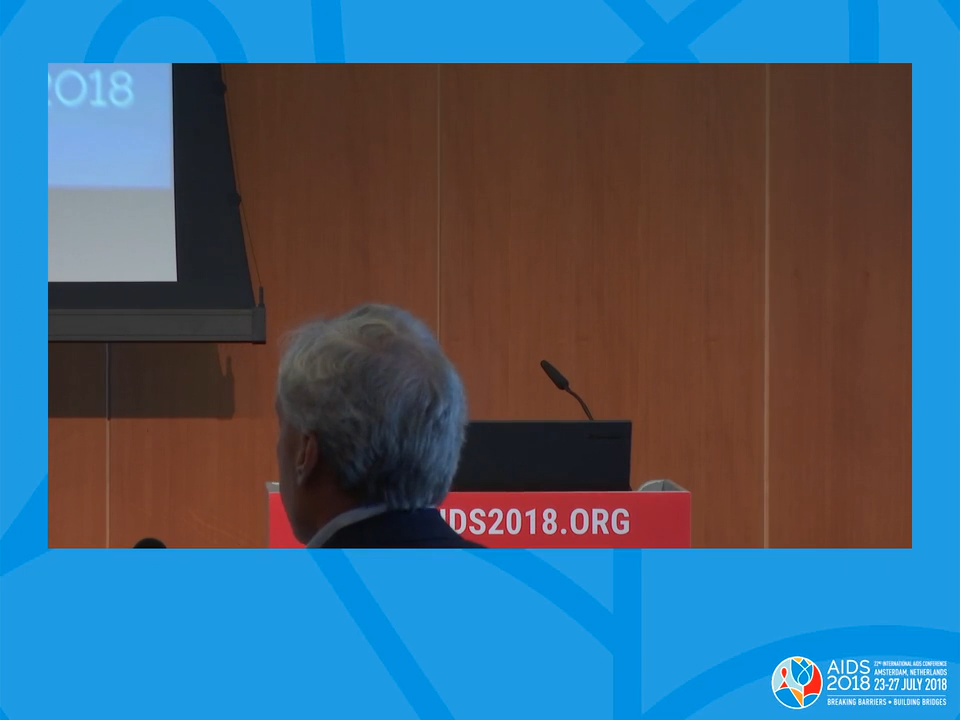 2018
IDS2018.ORG
AIDS
2018
22ND INTERNATIONAL AIDS CONFERENCE
AMSTERDAM, NETHERLANDS
23-27 JULY 2018
BREAKING BARRIERS • BUILDING BRIDGES